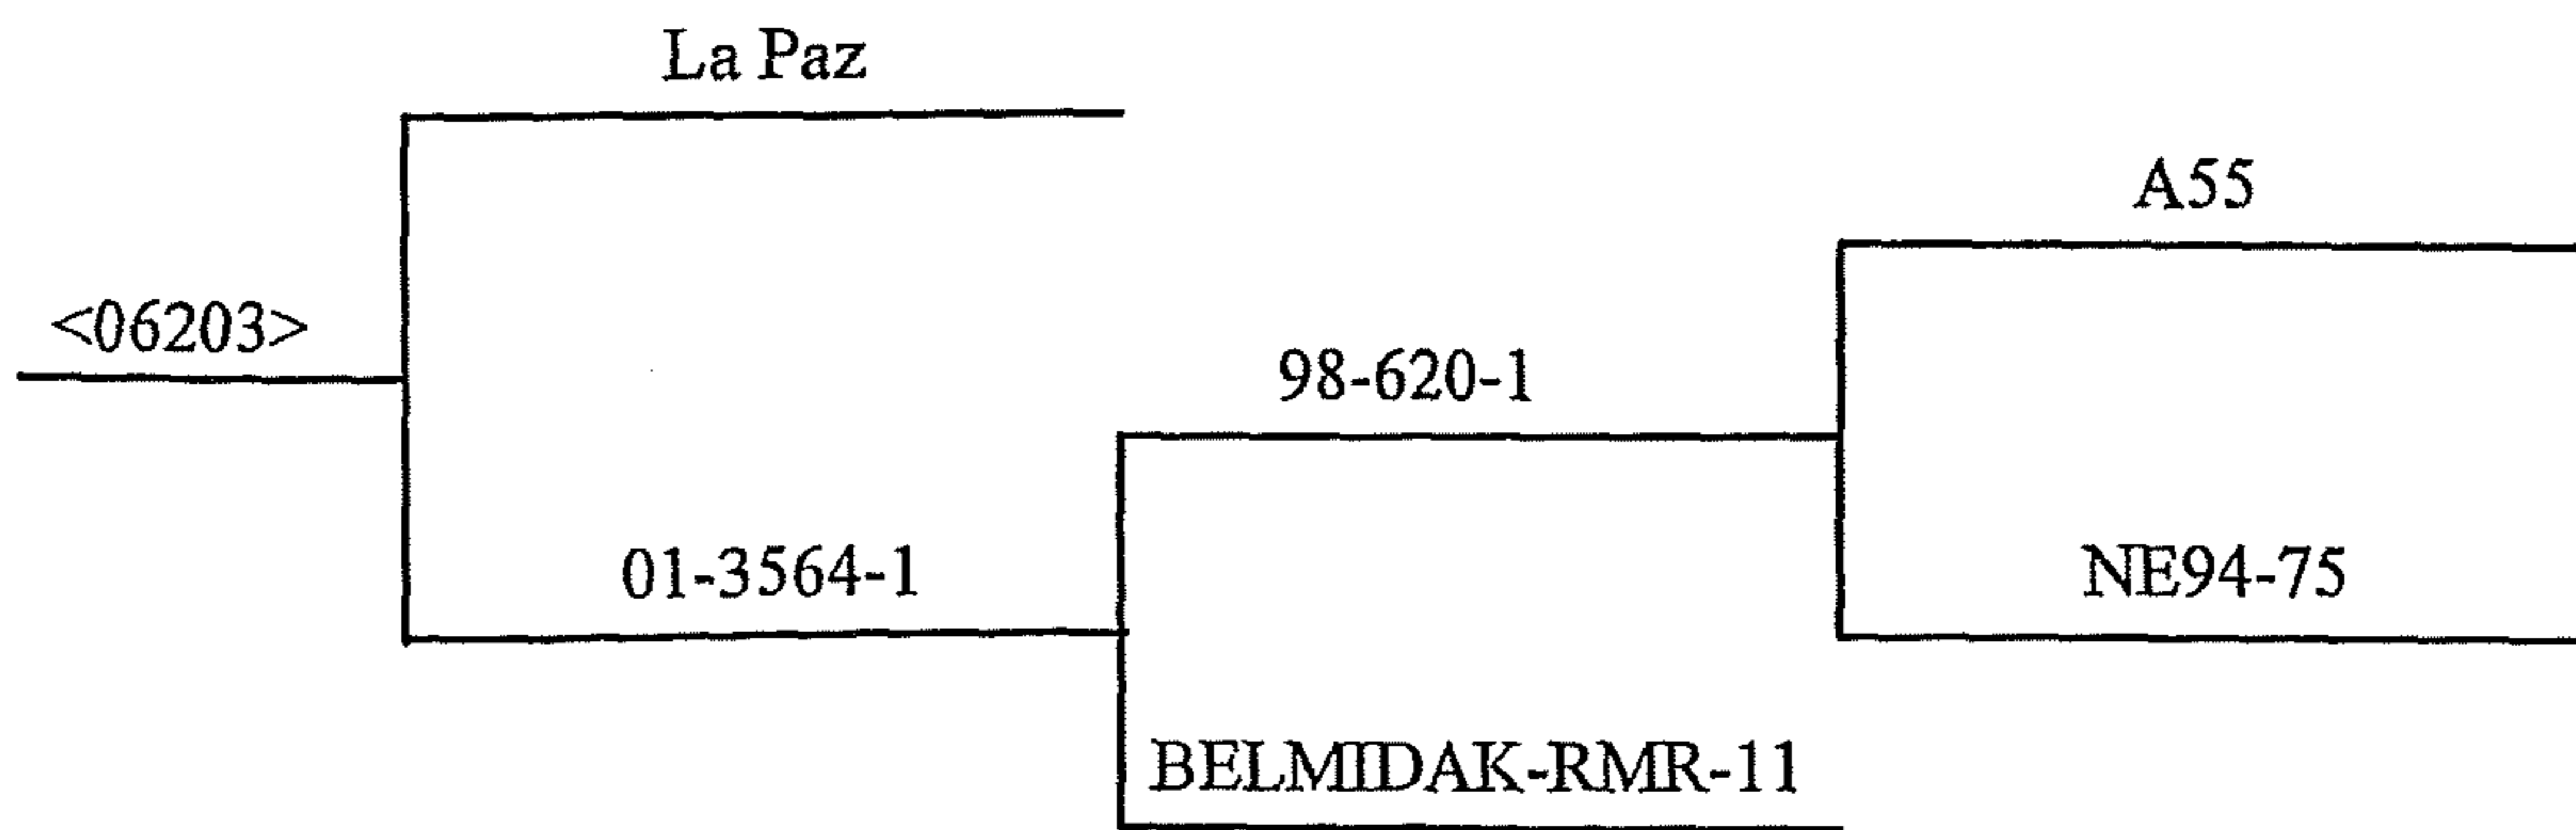 La Paz
A55
<06203>
98-620-1
01-3564-1
NE94-75
BELMIDAK-RMR-11